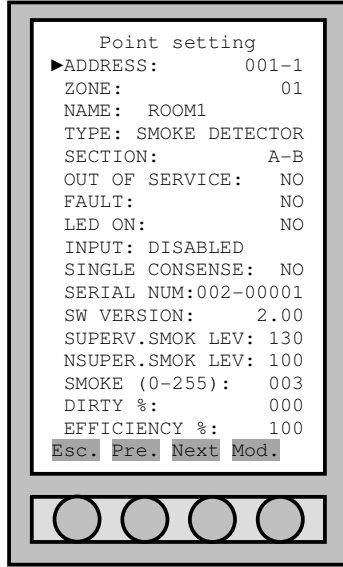 Point setting
►ADDRESS: 001-1
ZONE: 01
NAME: ROOM1
TYPE: SMOKE DETECTOR
SECTION: A-B
OUT OF SERVICE: NO
FAULT: NO
LED ON: NO
INPUT: DISABLED
SINGLE CONSENSE: NO
SERIAL NUM:002-00001
SW VERSION: 2.00
SUPERV.SMOK LEV: 130
NSUPER.SMOK LEV: 100
SMOKE (0-255): 003
DIRTY %: 000
EFFICIENCY %: 100
Esc. Pre. Next Mod.